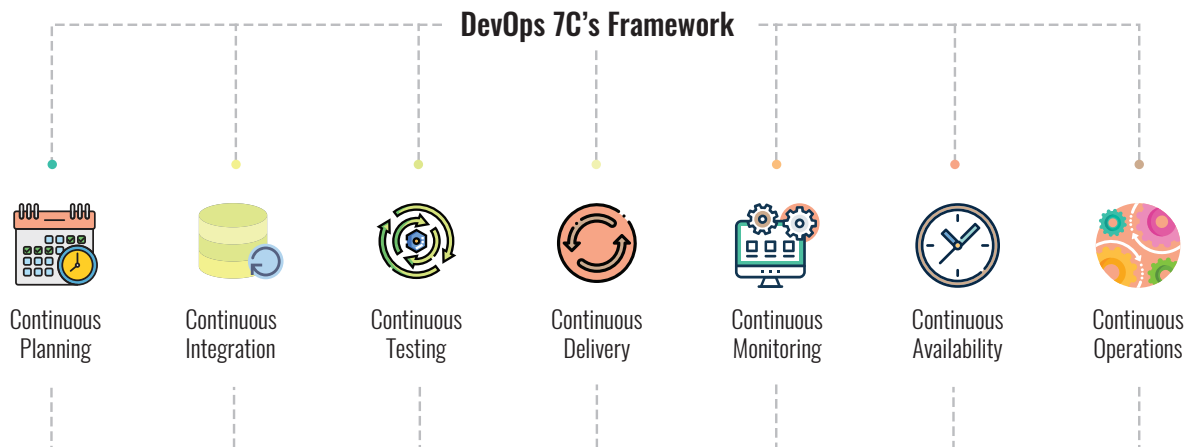 DevOps 7C’s Framework
Continuous
Planning
Continuous
Integration
Continuous
Testing
Continuous
Delivery
Continuous
Monitoring
Continuous
Availability
Continuous
Operations